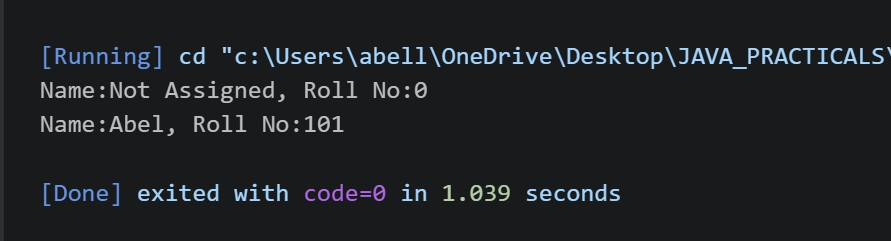 [Running] cd "c:\Users\abell\OneDrive\Desktop\JAVA_PRACTICALS\
Name:Not Assigned, Roll No:0
Name:Abel, Roll No:101
[Done] exited with code=0 in 1.039 seconds